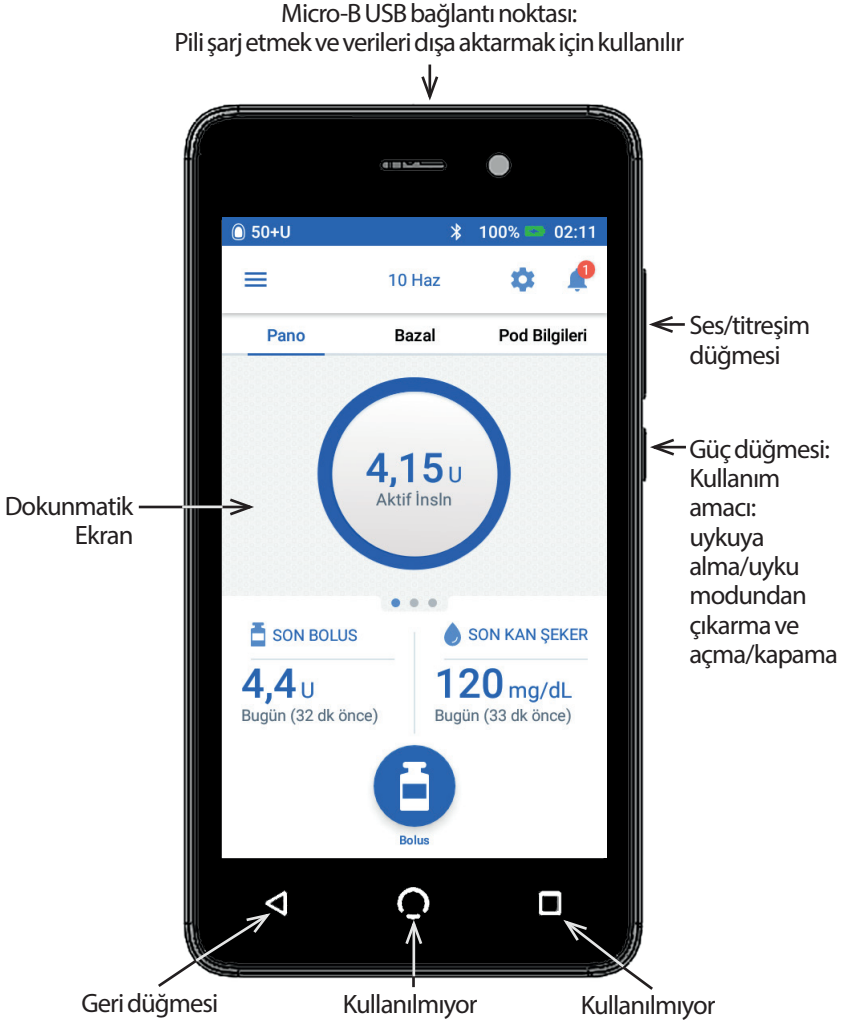 Micro-B USB bağlantı noktası:
Pili şarj etmek ve verileri dışa aktarmak için kullanılır
50+U
100%
02:11
10 Haz
1
Pano
Bazal
Pod Bilgileri
Ses/titreşim
düğmesi
4,15 U
Aktif İnsln
Güç düğmesi:
Kullanım
amacı:
uykuya
alma/uyku
modundan
çıkarma ve
açma/kapama
Dokunmatik
Ekran
SON BOLUS
4,4 U
Bugün (32 dk önce)
SON KAN ŞEKER
120 mg/dL
Bugün (33 dk önce)
Bolus
Geri düğmesi
Kullanılmıyor
Kullanılmıyor